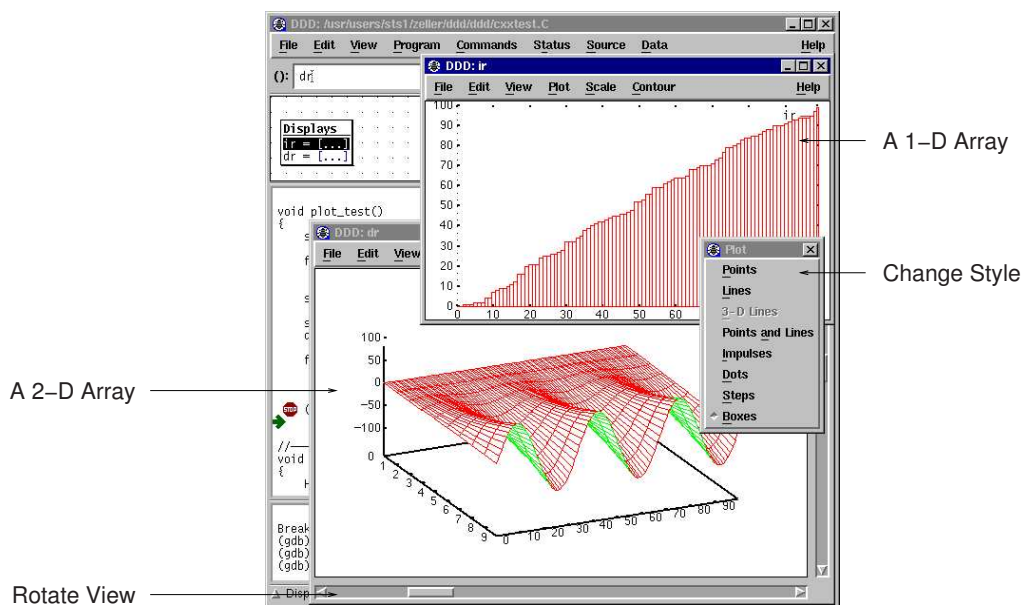 DDD: /usr/users/sts1/zeller/ddd/ddd/cxxtest.C
File Edit View Program Commands Status Source Data Help
(): dr
DDD: ir
File Edit View Plot Scale Contour Help
Displays
ir = [...]
dr = [...]
100
90
80
70
60
50
40
30
20
10
0
0 10 20 30 40 50 60
ir
A 1–D Array
void plot_test()
{
DDD: dr
File Edit View
Plot
Points
Lines
3-D Lines
Points and Lines
Impulses
Dots
Steps
Boxes
Change Style
A 2–D Array
100
50
0
−50
−100
0
1
2
3
4
5
6
7
8
9
0 10 20 30 40 50 60 70 80 90
STOP
//
void
{
H
Break
(gdb)
(gdb)
(gdb)
Disp
Rotate View